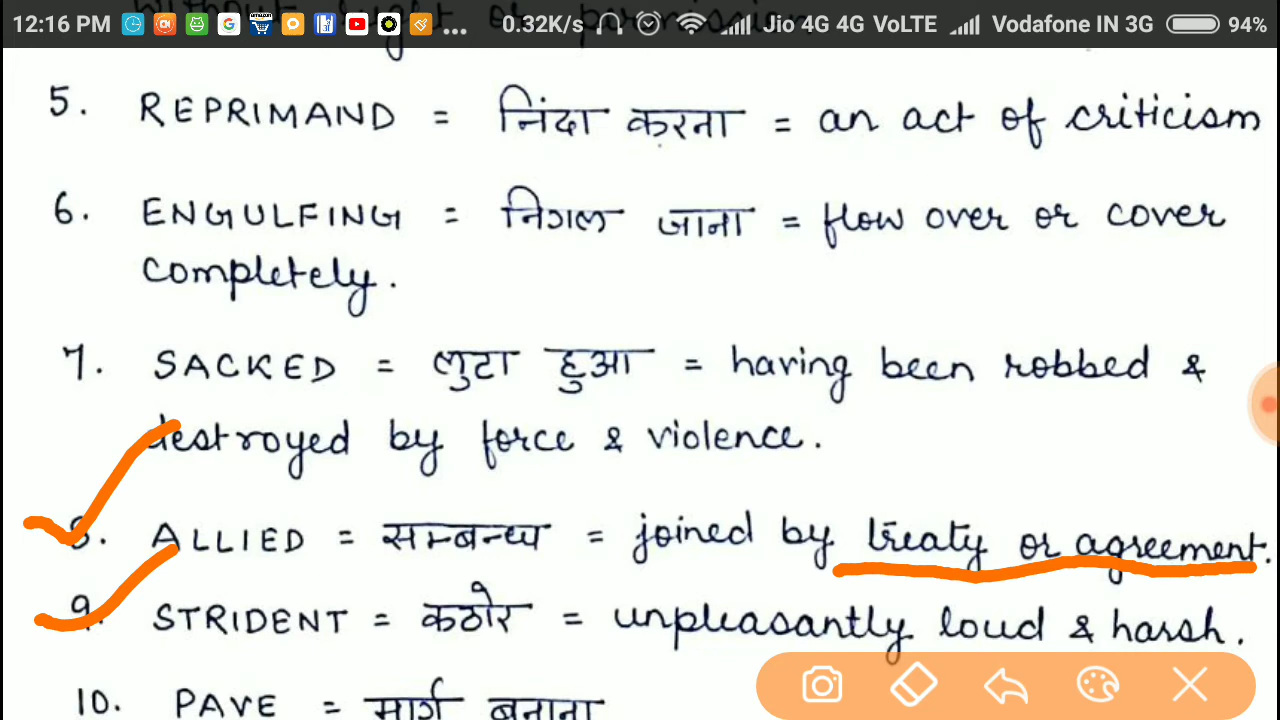 12:16 PM ... 0.32K/s Jio 4G 4G VoLTE Vodafone IN 3G 94%
5. REPRIMAND = निंदा करना = an act of criticism
6. ENGULFING = निगल जाना = flow over or cover
completely.
7. SACKED = लुटा हुआ = having been robbed &
destroyed by force & violence.
8. ALLIED = सम्बन्ध = joined by treaty or agreement.
9. STRIDENT = कठोर = unpleasantly loud & harsh.
10. PAVE = मार्ग बनाना